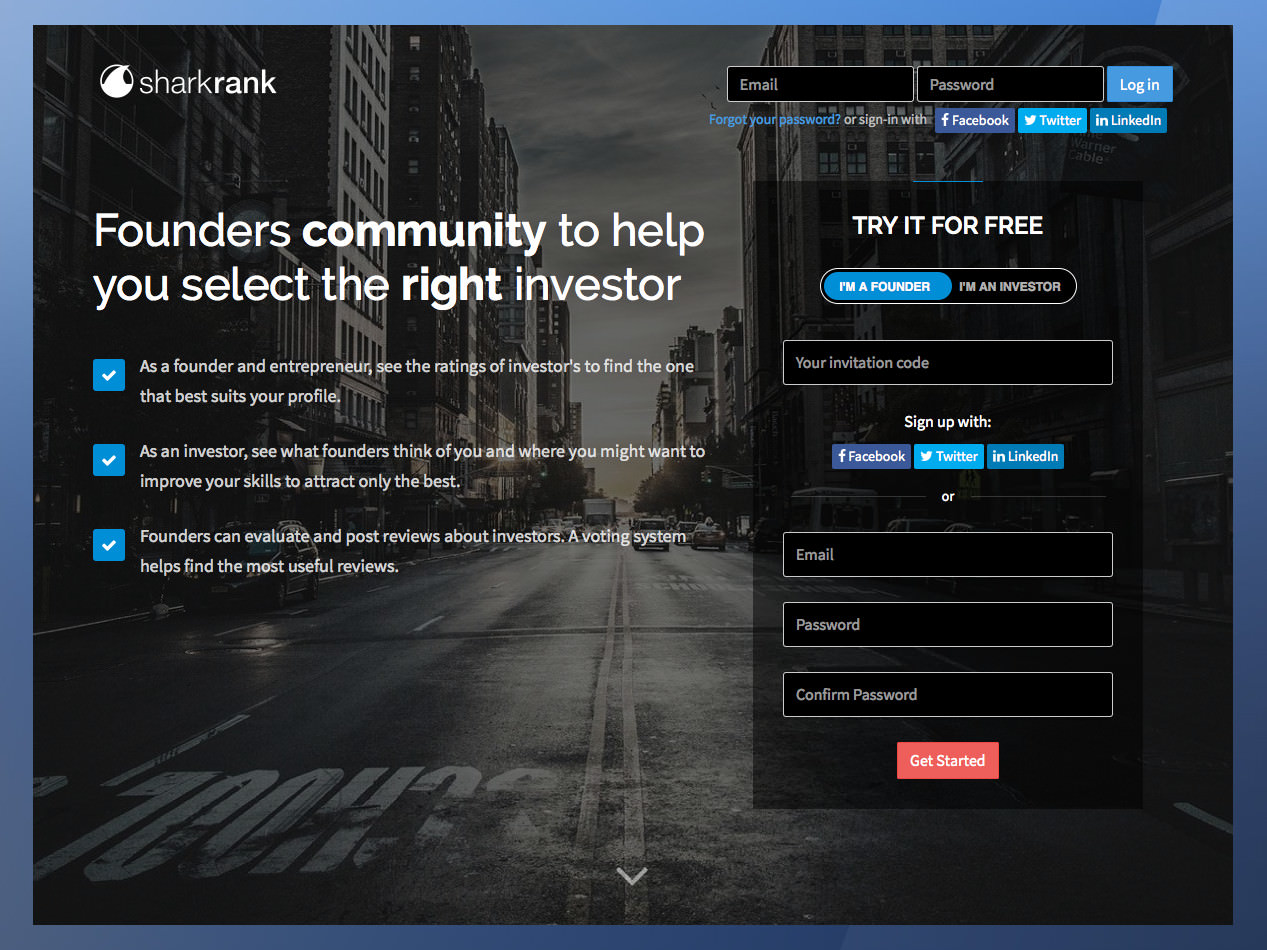 sharkrank
Email
Password
Log in
Forgot your password? or sign-in with
Facebook
Twitter
LinkedIn
Warner
Cable
Founders community to help
you select the right investor
As a founder and entrepreneur, see the ratings of investor's to find the one
that best suits your profile.
As an investor, see what founders think of you and where you might want to
improve your skills to attract only the best.
Founders can evaluate and post reviews about investors. A voting system
helps find the most useful reviews.
TRY IT FOR FREE
I'M A FOUNDER
I'M AN INVESTOR
Your invitation code
Sign up with:
Facebook
Twitter
LinkedIn
or
Email
Password
Confirm Password
Get Started